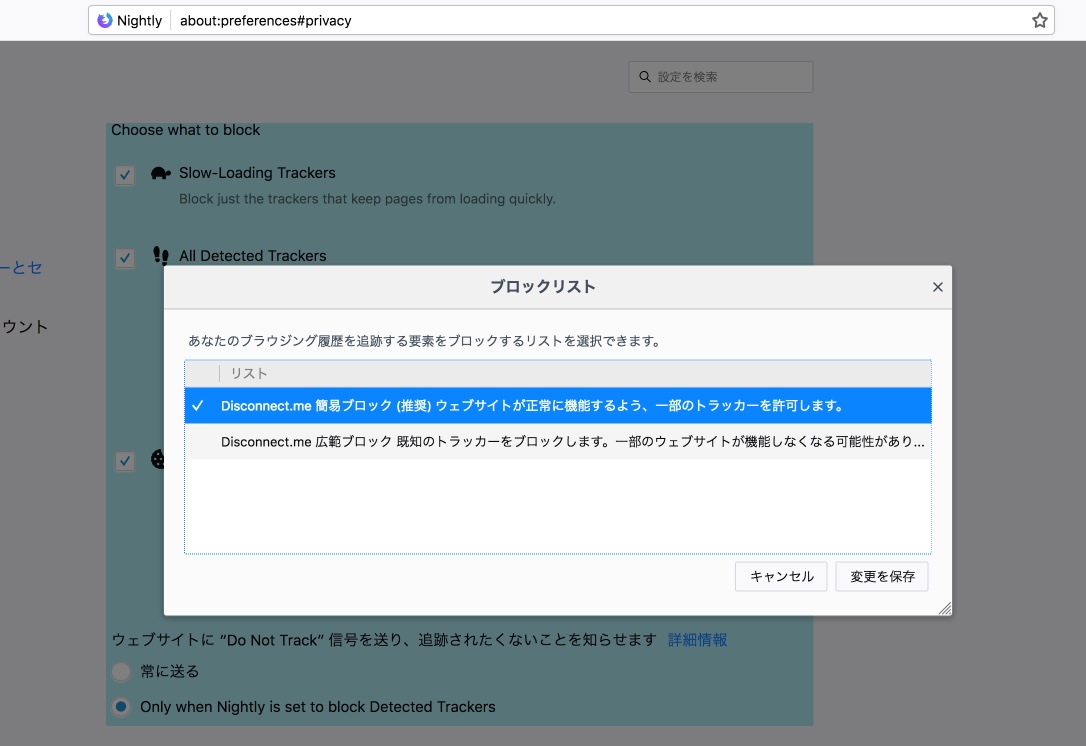 Nightly about:preferences#privacy
設定を検索
Choose what to block
Slow-Loading Trackers
Block just the trackers that keep pages from loading quickly.
All Detected Trackers
ーとセ
ウント
ブロックリスト
あなたのブラウジング履歴を追跡する要素をブロックするリストを選択できます。
リスト
Disconnect.me 簡易ブロック (推奨) ウェブサイトが正常に機能するよう、一部のトラッカーを許可します。
Disconnect.me 広範ブロック 既知のトラッカーをブロックします。一部のウェブサイトが機能しなくなる可能性があり...
キャンセル 変更を保存
ウェブサイトに “Do Not Track” 信号を送り、追跡されたくないことを知らせます 詳細情報
常に送る
Only when Nightly is set to block Detected Trackers